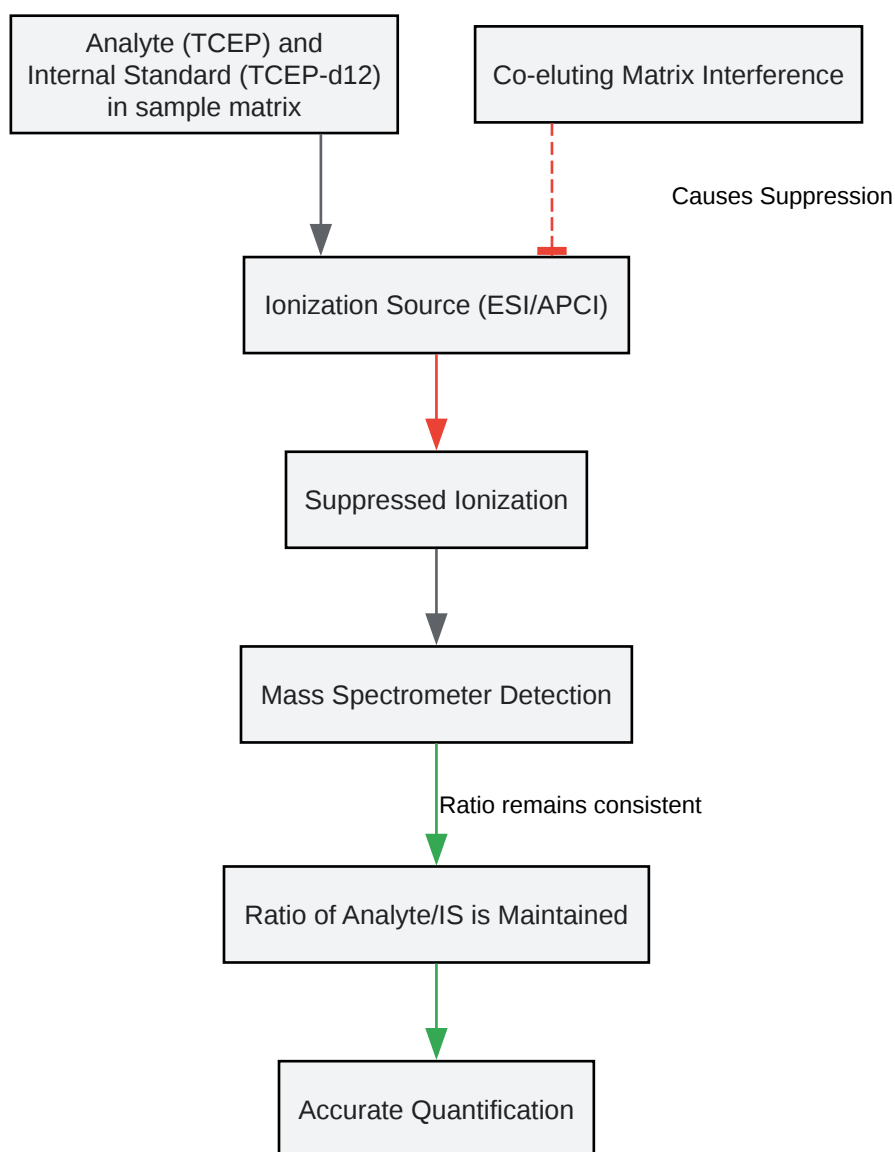 Analyte (TCEP) and
Internal Standard (TCEP-d12)
in sample matrix
Co-eluting Matrix Interference
Causes Suppression
Ionization Source (ESI/APCI)
Suppressed Ionization
Mass Spectrometer Detection
Ratio remains consistent
Ratio of Analyte/IS is Maintained
Accurate Quantification